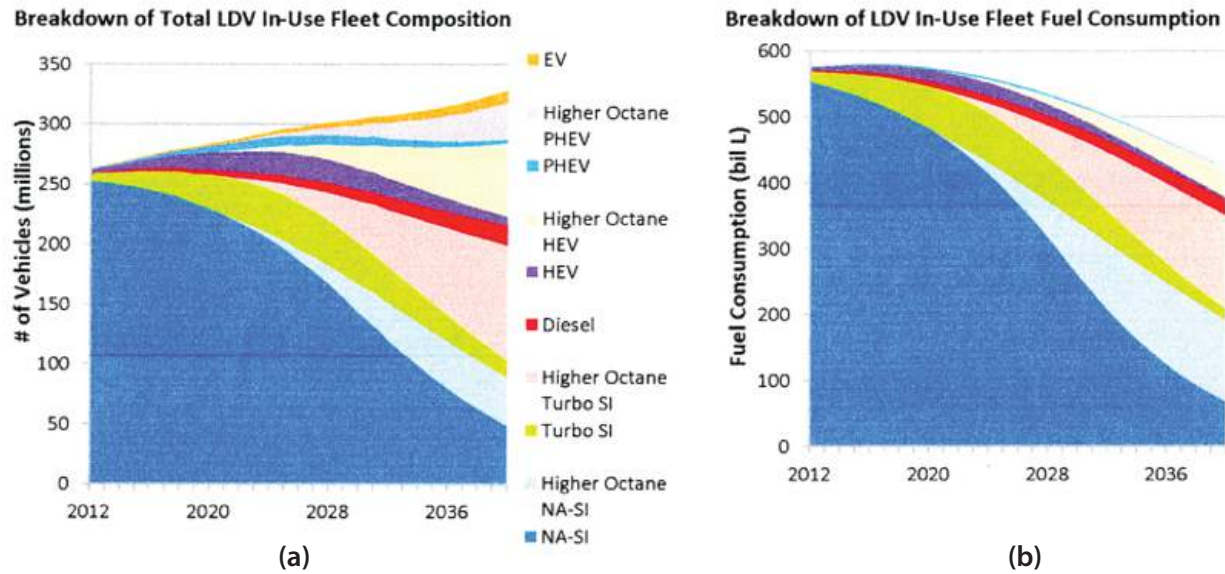 Breakdown of Total LDV In-Use Fleet Composition
# of Vehicles (millions)
350
300
250
200
150
100
50
0
2012 2020 2028 2036
(a)
EV
Higher Octane
PHEV
PHEV
Higher Octane
HEV
HEV
Diesel
Higher Octane
Turbo SI
Turbo SI
Higher Octane
NA-SI
NA-SI
Breakdown of LDV In-Use Fleet Fuel Consumption
Fuel Consumption (bil L)
600
500
400
300
200
100
0
2012 2020 2028 2036
(b)